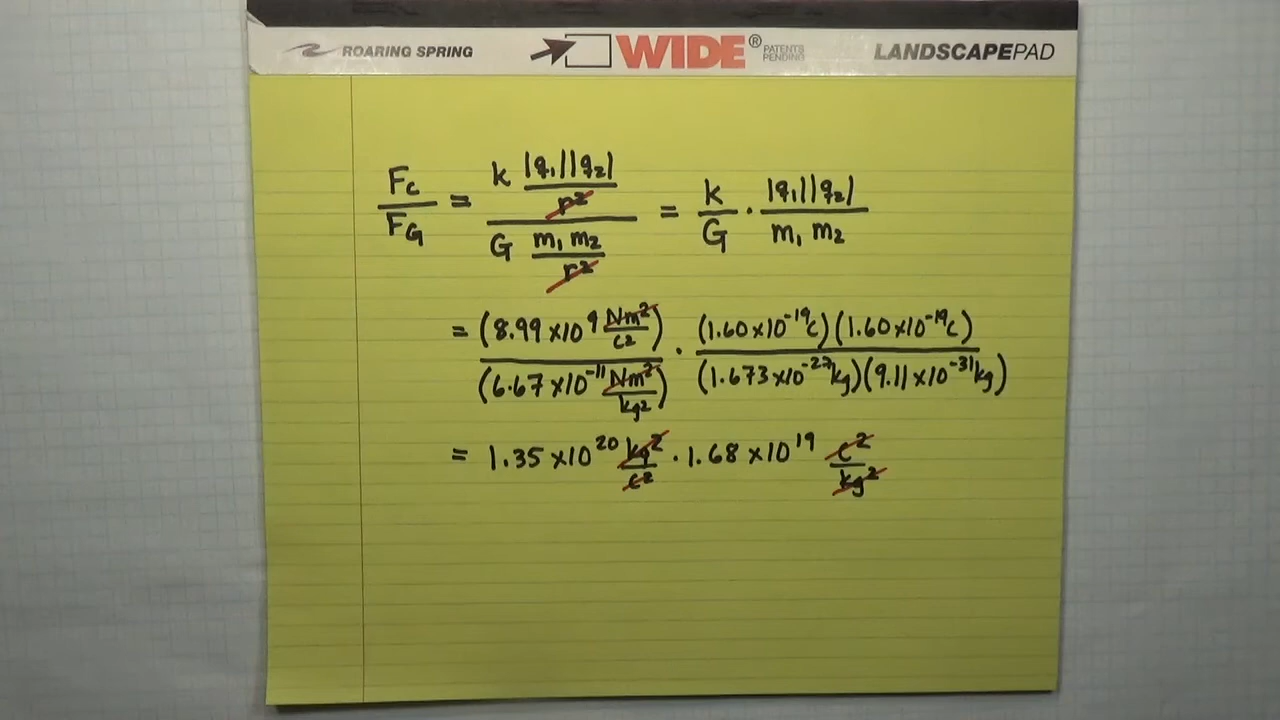 ROARING SPRING WIDE® PATENTS PENDING LANDSCAPEPAD
Fc/FG = (k |q₁||q₂|/r²)/(G m₁ m₂/r²) = k/G · |q₁||q₂|/(m₁ m₂)
= (8.99×10⁹ Nm²/C²)/(6.67×10⁻¹¹ Nm²/kg²) · (1.60×10⁻¹⁹C)(1.60×10⁻¹⁹C)/((1.673×10⁻²⁷kg)(9.11×10⁻³¹kg))
= 1.35×10²⁰ kg²/C² · 1.68×10¹⁹ C²/kg²